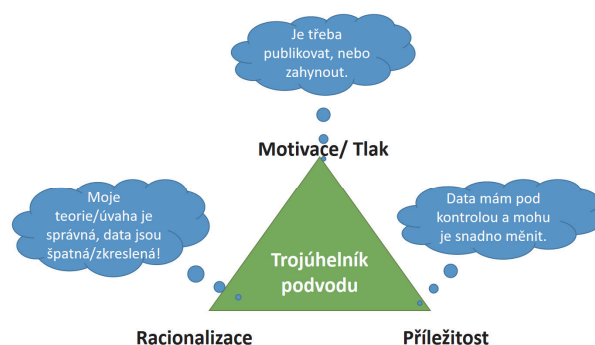 Je třeba
publikovat, nebo
zahynout.
Motivace/ Tlak
Moje
teorie/úvaha je
správná, data jsou
špatná/zkreslená!
Data mám pod
kontrolou a mohu
je snadno měnit.
Trojúhelník
podvodu
Racionalizace
Příležitost